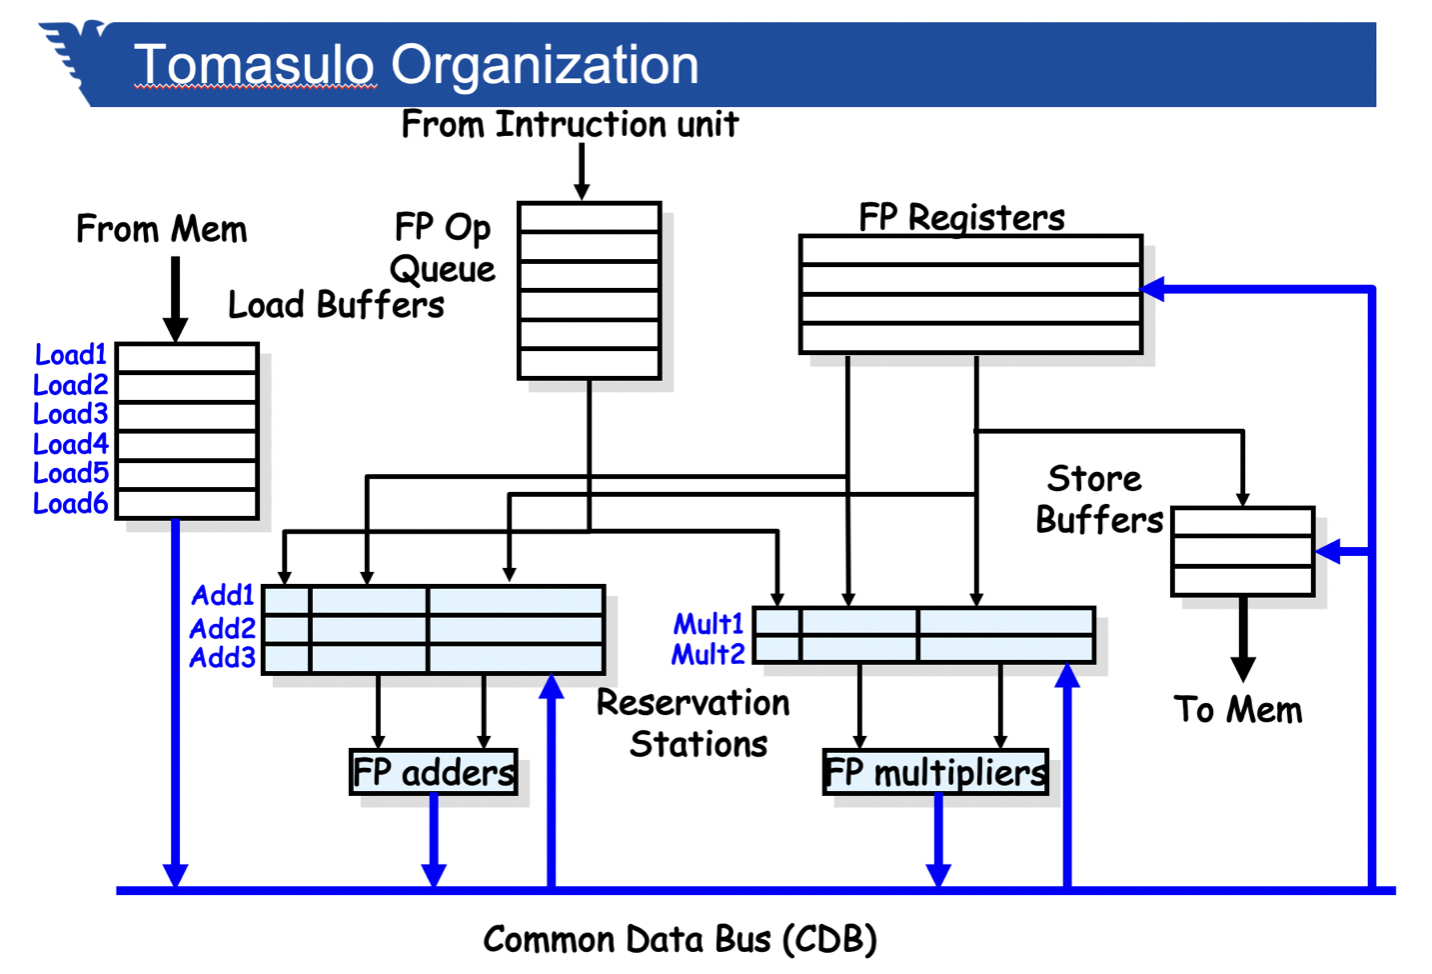 Tomasulo Organization
From Intruction unit
From Mem
FP Op
Queue
FP Registers
Load Buffers
Load1
Load2
Load3
Load4
Load5
Load6
Store
Buffers
Add1
Add2
Add3
Mult1
Mult2
Reservation
Stations
To Mem
FP adders
FP multipliers
Common Data Bus (CDB)